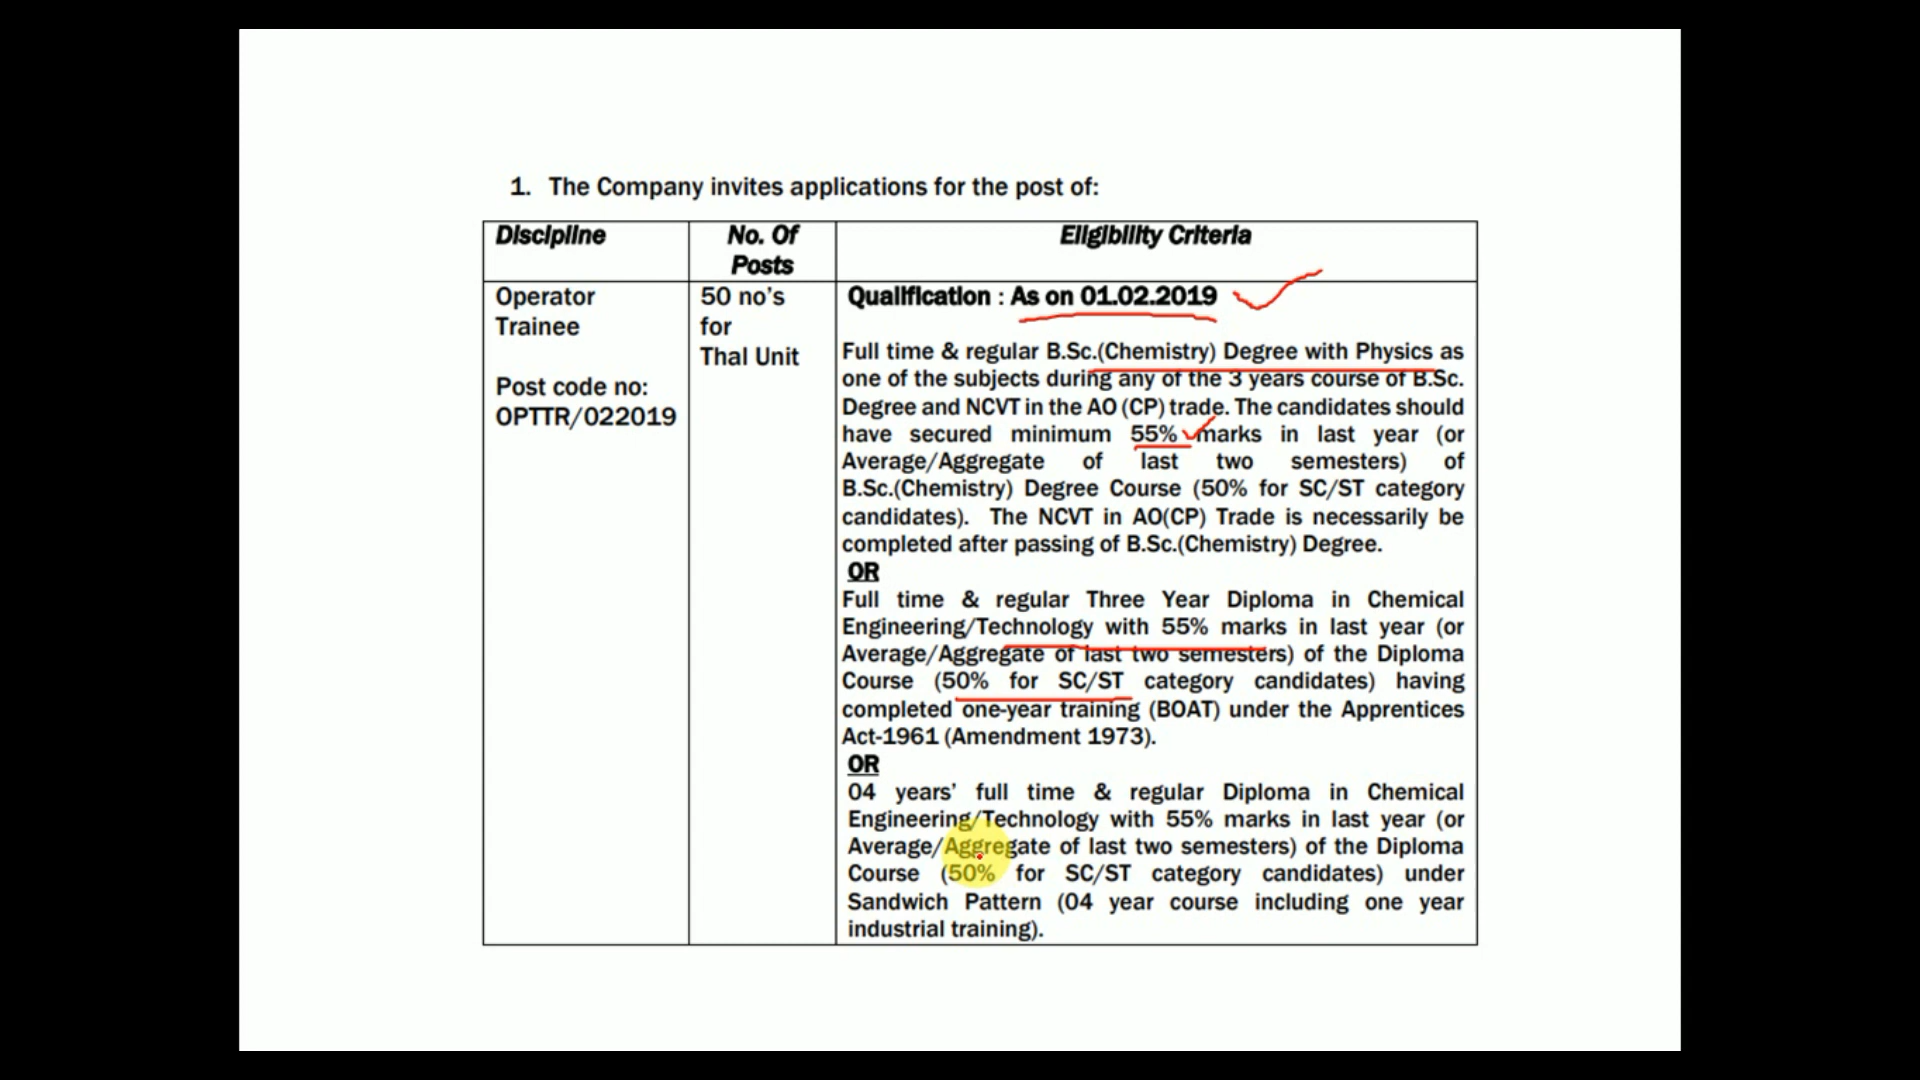 1. The Company invites applications for the post of:
Discipline
No. Of
Posts
Eligibility Criteria
Operator
Trainee
Post code no:
OPTTR/022019
50 no's
for
Thal Unit
Qualification : As on 01.02.2019
Full time & regular B.Sc.(Chemistry) Degree with Physics as
one of the subjects during any of the 3 years course of B.Sc.
Degree and NCVT in the AO (CP) trade. The candidates should
have secured minimum 55% marks in last year (or
Average/Aggregate of last two semesters) of
B.Sc.(Chemistry) Degree Course (50% for SC/ST category
candidates). The NCVT in AO(CP) Trade is necessarily be
completed after passing of B.Sc.(Chemistry) Degree.
OR
Full time & regular Three Year Diploma in Chemical
Engineering/Technology with 55% marks in last year (or
Average/Aggregate of last two semesters) of the Diploma
Course (50% for SC/ST category candidates) having
completed one-year training (BOAT) under the Apprentices
Act-1961 (Amendment 1973).
OR
04 years' full time & regular Diploma in Chemical
Engineering/Technology with 55% marks in last year (or
Average/Aggregate of last two semesters) of the Diploma
Course (50% for SC/ST category candidates) under
Sandwich Pattern (04 year course including one year
industrial training).